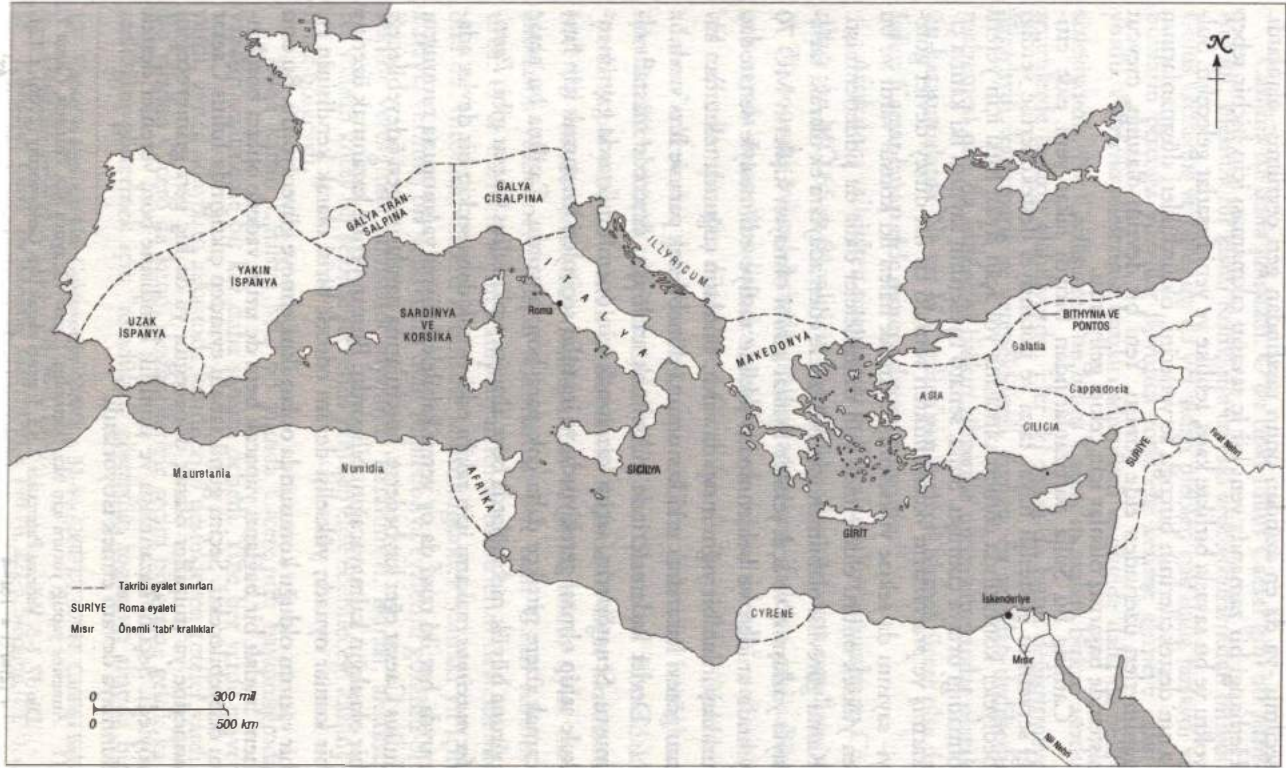 N
GALYA
CISALPINA
GALYA TRAN-
SALPINA
ILLYRICUM
YAKIN
İSPANYA
UZAK
İSPANYA
SARDİNYA
VE
KORSİKA
Roma
İTALYA
MAKEDONYA
BITHYNIA VE
PONTOS
Galatia
ASIA
Cappadocia
CILICIA
SURİYE
Fırat Nehri
Mauretania
Numidia
AFRİKA
SİCİLYA
GİRİT
CYRENE
İskenderiye
Mısır
Nil Nehri
Takribi eyalet sınırları
SURİYE Roma eyaleti
Mısır Önemli 'tabi' krallıklar
0 300 mil
0 500 km